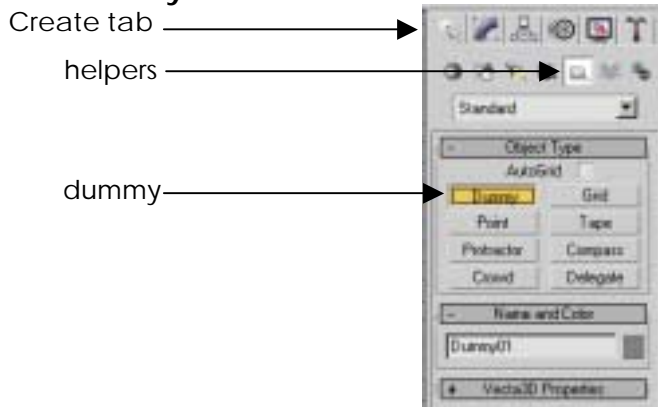 Create tab
helpers
Standard
- Object Type
AutoGrid
dummy
Dummy Grid
Point Tape
Protractor Compass
Crowd Delegate
- Name and Color
Dummy01
+ Vecta3D Properties